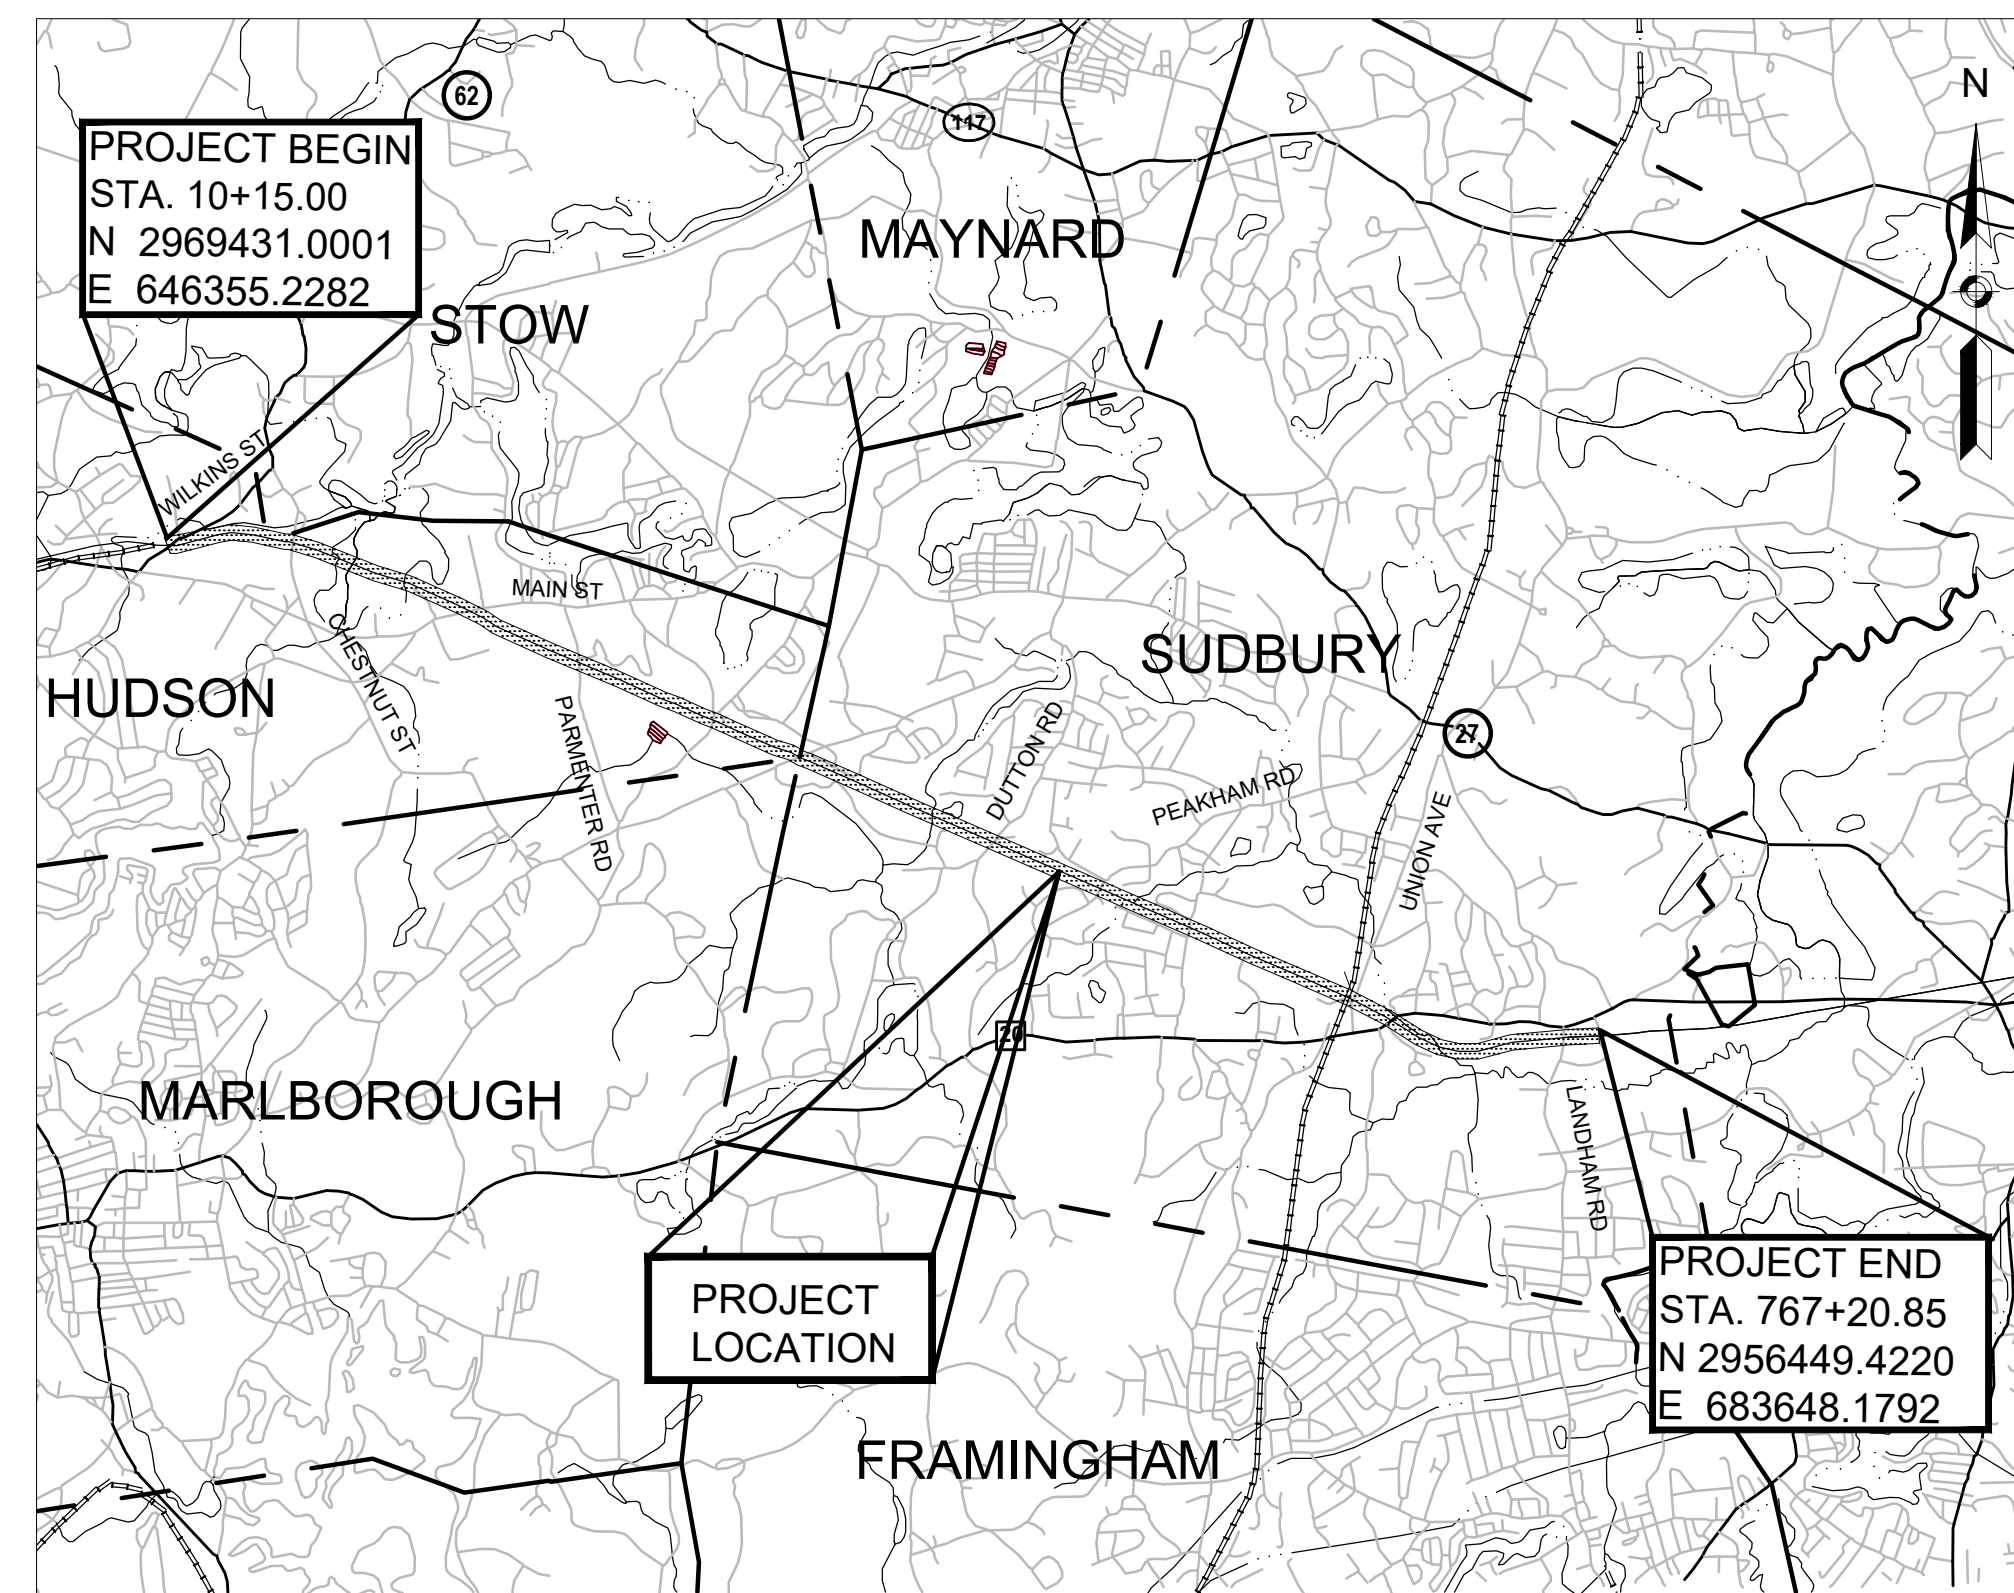 N
62
117
PROJECT BEGIN
STA. 10+15.00
N 2969431.0001
E 646355.2282
MAYNARD
STOW
WILKINS ST
MAIN ST
CHESTNUT ST
SUDBURY
HUDSON
PARMENTER RD
DUTTON RD
27
PEAKHAM RD
UNION AVE
20
MARLBOROUGH
LANDHAM RD
PROJECT
LOCATION
PROJECT END
STA. 767+20.85
N 2956449.4220
E 683648.1792
FRAMINGHAM